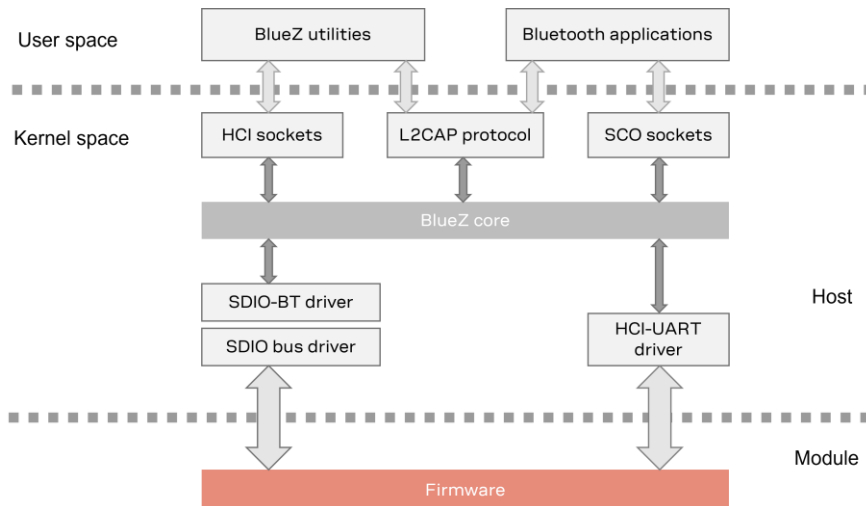 User space
BlueZ utilities
Bluetooth applications
Kernel space
HCI sockets
L2CAP protocol
SCO sockets
BlueZ core
SDIO-BT driver
Host
SDIO bus driver
HCI-UART
driver
Module
Firmware